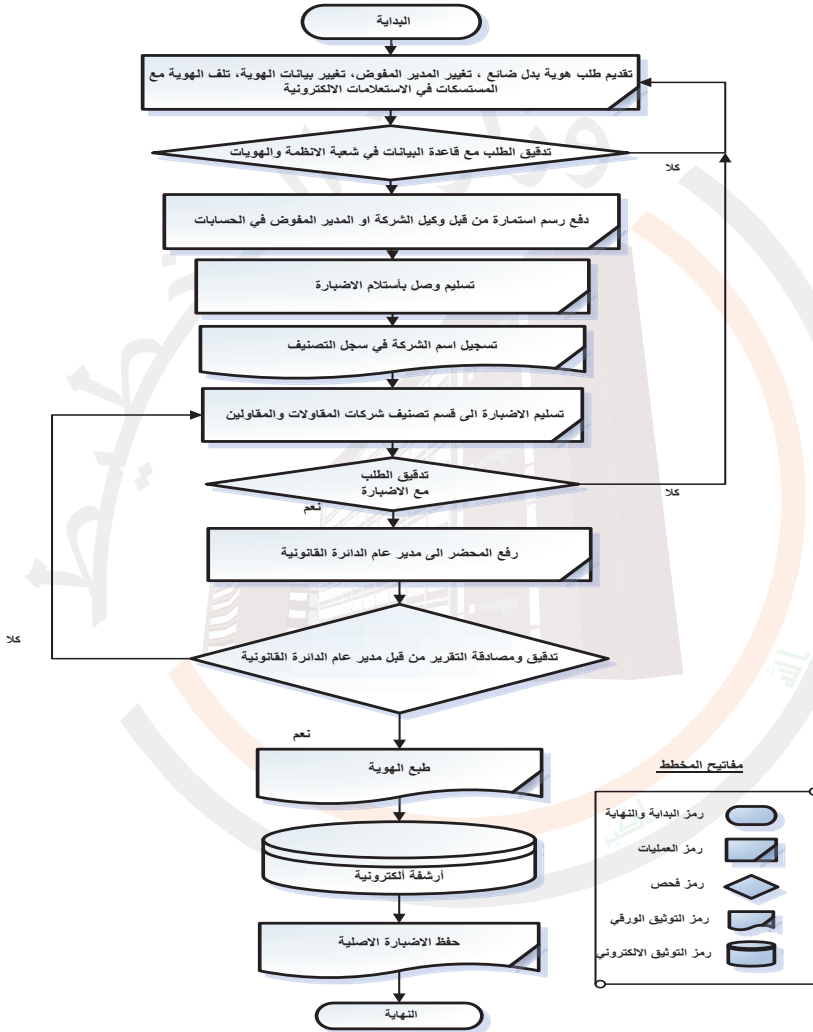 البداية
تقديم طلب هوية بدل ضائع ، تغيير المدير المفوض، تغيير بيانات الهوية، تلف الهوية مع
المستسكات في الاستعلامات الالكترونية
تدقيق الطلب مع قاعدة البيانات في شعبة الانظمة والهويات
كلا
دفع رسم استمارة من قبل وكيل الشركة او المدير المفوض في الحسابات
تسليم وصل بأستلام الاضبارة
تسجيل اسم الشركة في سجل التصنيف
تسليم الاضبارة الى قسم تصنيف شركات المقاولات والمقاولين
تدقيق الطلب
مع الاضبارة
كلا
نعم
رفع المحضر الى مدير عام الدائرة القانونية
كلا
تدقيق ومصادقة التقرير من قبل مدير عام الدائرة القانونية
نعم
طبع الهوية
أرشفة ألكترونية
حفظ الاضبارة الاصلية
النهاية
مفاتيح المخطط
رمز البداية والنهاية
رمز العمليات
رمز فحص
رمز التوثيق الورقي
رمز التوثيق الالكتروني